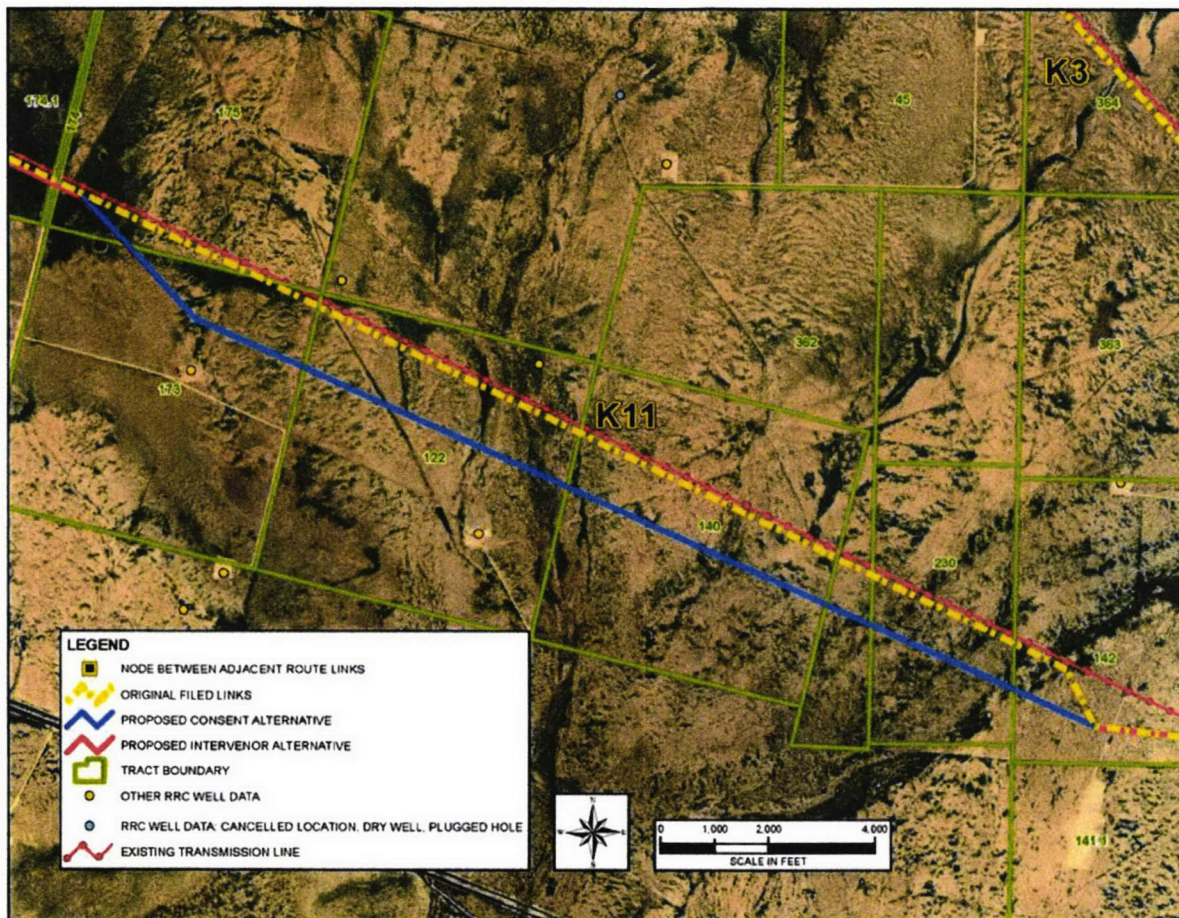 K3
364
45
174.1
174
175
362
363
173
K11
122
140
230
142
141.1
LEGEND
NODE BETWEEN ADJACENT ROUTE LINKS
ORIGINAL FILED LINKS
PROPOSED CONSENT ALTERNATIVE
PROPOSED INTERVENOR ALTERNATIVE
TRACT BOUNDARY
OTHER RRC WELL DATA
RRC WELL DATA: CANCELLED LOCATION, DRY WELL, PLUGGED HOLE
EXISTING TRANSMISSION LINE
N
W E
S
0 1,000 2,000 4,000
SCALE IN FEET